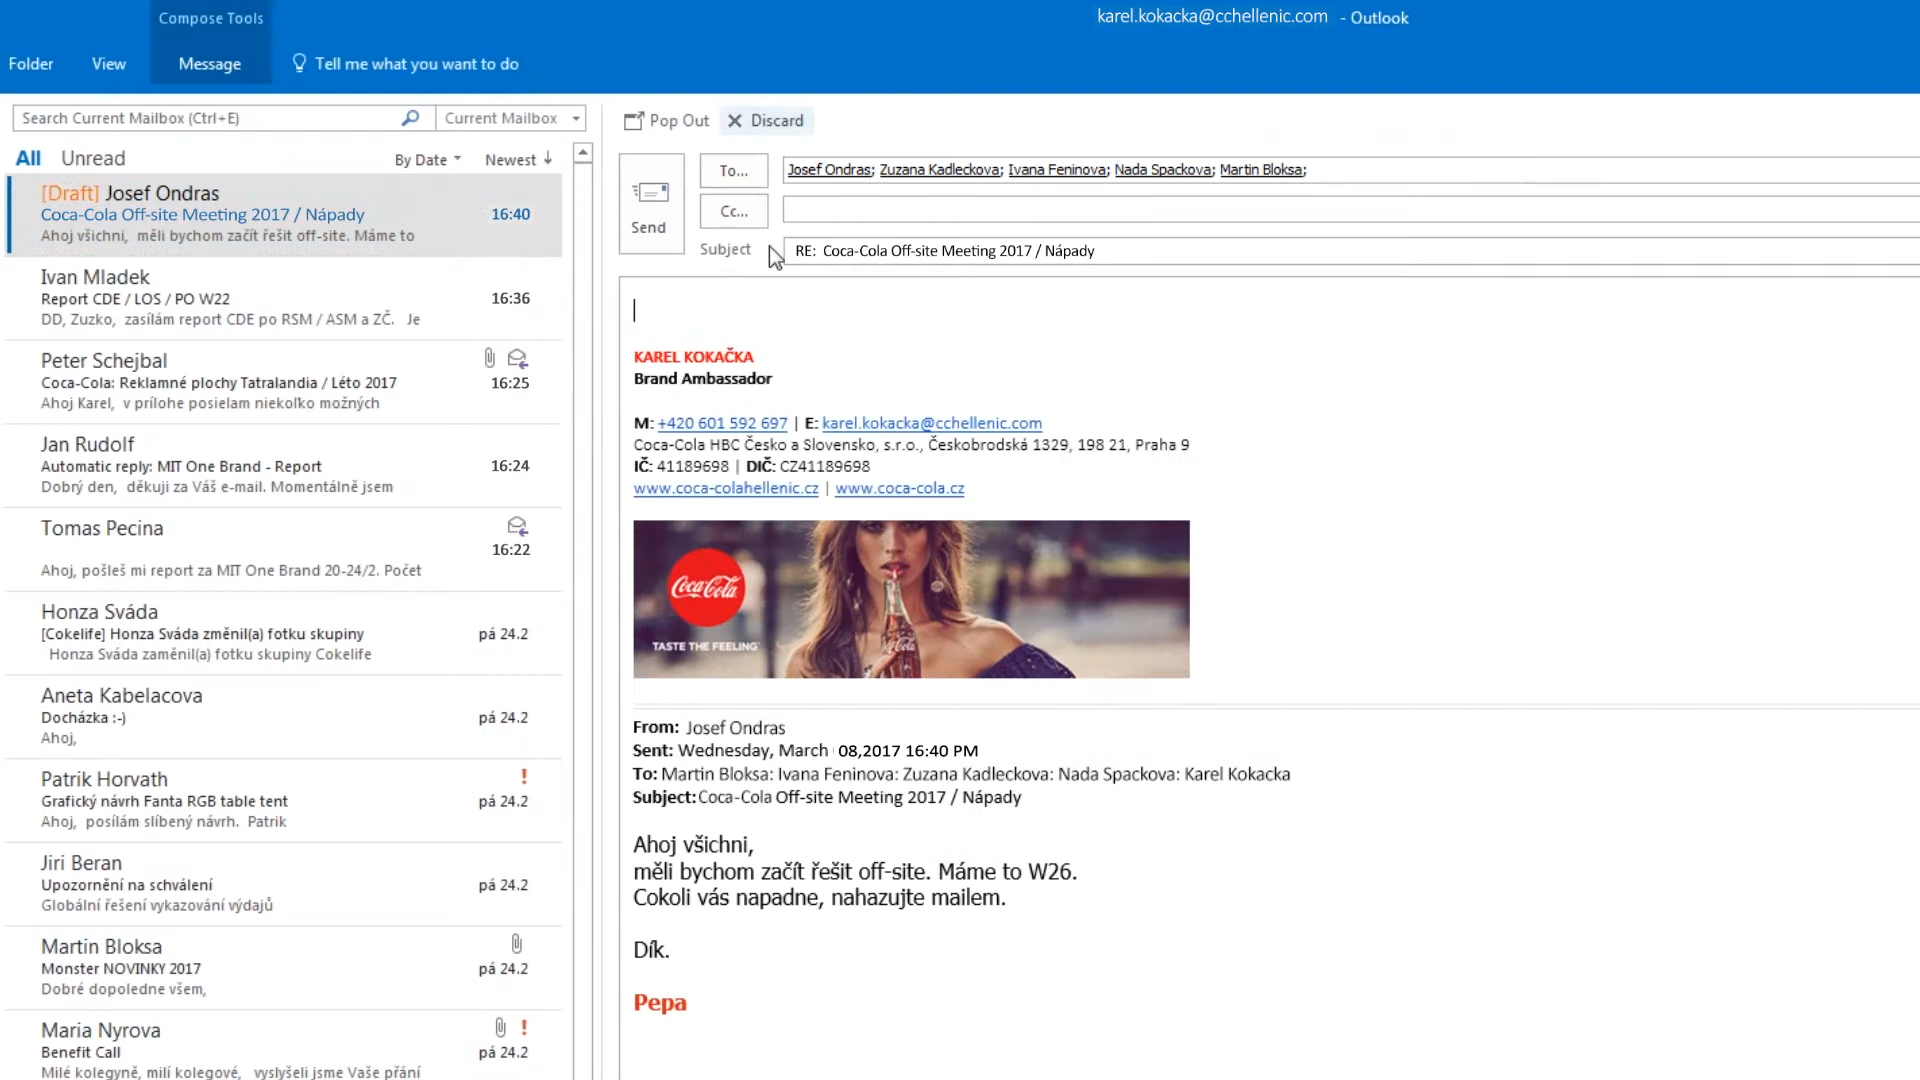 Compose Tools
karel.kokacka@cchellenic.com - Outlook
Folder View Message Tell me what you want to do
Search Current Mailbox (Ctrl+E) Current Mailbox
All Unread By Date Newest
[Draft] Josef Ondras
Coca-Cola Off-site Meeting 2017 / Nápady 16:40
Ahoj všichni, měli bychom začít řešit off-site. Máme to
Ivan Mladek
Report CDE / LOS / PO W22 16:36
DD, Zuzko, zasílám report CDE po RSM / ASM a ZČ. Je
Peter Schejbal
Coca-Cola: Reklamné plochy Tatralandia / Léto 2017 16:25
Ahoj Karel, v prílohe posielam niekoľko možných
Jan Rudolf
Automatic reply: MIT One Brand - Report 16:24
Dobrý den, děkuji za Váš e-mail. Momentálně jsem
Tomas Pecina
16:22
Ahoj, pošleš mi report za MIT One Brand 20-24/2. Počet
Honza Sváda
[Cokelife] Honza Sváda změnil(a) fotku skupiny pá 24.2
Honza Sváda zaměnil(a) fotku skupiny Cokelife
Aneta Kabelacova
Docházka :-) pá 24.2
Ahoj,
Patrik Horvath !
Grafický návrh Fanta RGB table tent pá 24.2
Ahoj, posílám slíbený návrh. Patrik
Jiri Beran
Upozornění na schválení pá 24.2
Globální řešení vykazování výdajů
Martin Bloksa
Monster NOVINKY 2017 pá 24.2
Dobré dopoledne všem,
Maria Nyrova !
Benefit Call pá 24.2
Milé kolegyně, milí kolegové, vyslyšeli jsme Vaše přání
Pop Out Discard
Send
To... Josef Ondras; Zuzana Kadleckova; Ivana Feninova; Nada Spackova; Martin Bloksa;
Cc...
Subject RE: Coca-Cola Off-site Meeting 2017 / Nápady
KAREL KOKAČKA
Brand Ambassador
M: +420 601 592 697 | E: karel.kokacka@cchellenic.com
Coca-Cola HBC Česko a Slovensko, s.r.o., Českobrodská 1329, 198 21, Praha 9
IČ: 41189698 | DIČ: CZ41189698
www.coca-colahellenic.cz | www.coca-cola.cz
Coca-Cola
TASTE THE FEELING
Coca-Cola
From: Josef Ondras
Sent: Wednesday, March 08,2017 16:40 PM
To: Martin Bloksa: Ivana Feninova: Zuzana Kadleckova: Nada Spackova: Karel Kokacka
Subject: Coca-Cola Off-site Meeting 2017 / Nápady
Ahoj všichni,
měli bychom začít řešit off-site. Máme to W26.
Cokoli vás napadne, nahazujte mailem.
Dík.
Pepa